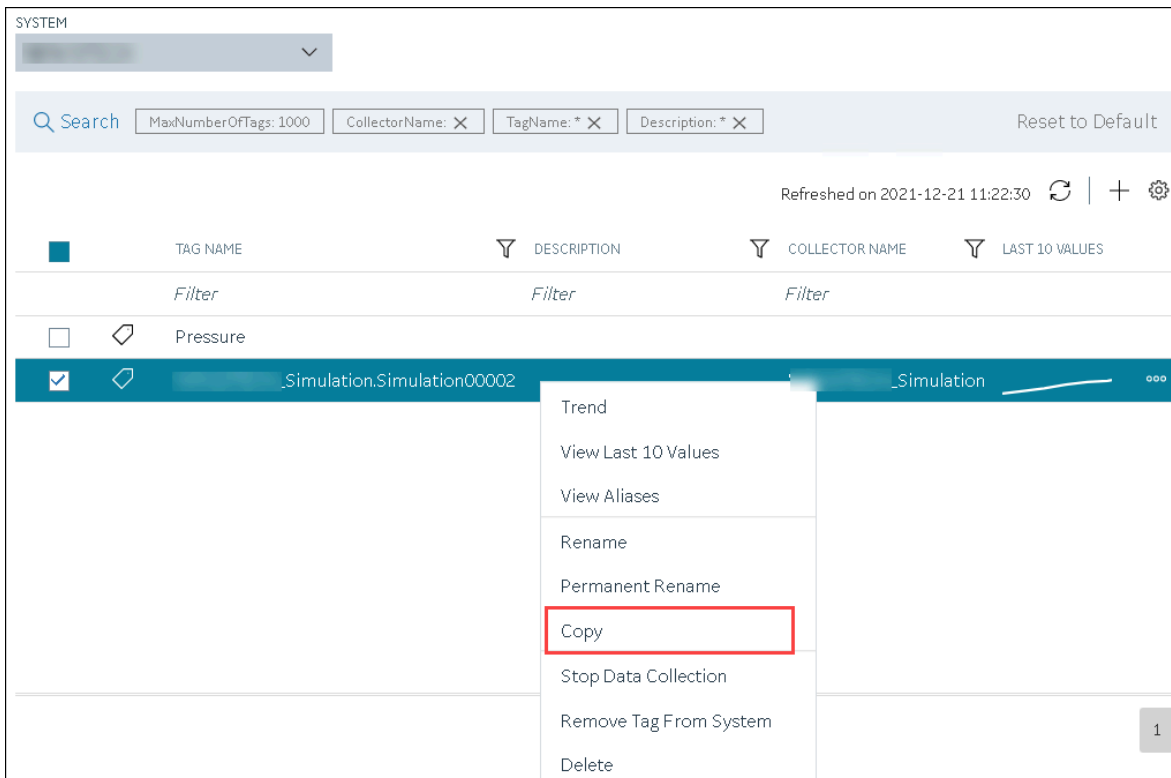 SYSTEM
Search MaxNumberOfTags: 1000 CollectorName: TagName: * Description: * Reset to Default
Refreshed on 2021-12-21 11:22:30
TAG NAME DESCRIPTION COLLECTOR NAME LAST 10 VALUES
Filter Filter Filter
Pressure
_Simulation.Simulation00002 _Simulation
Trend
View Last 10 Values
View Aliases
Rename
Permanent Rename
Copy
Stop Data Collection
Remove Tag From System
1
Delete